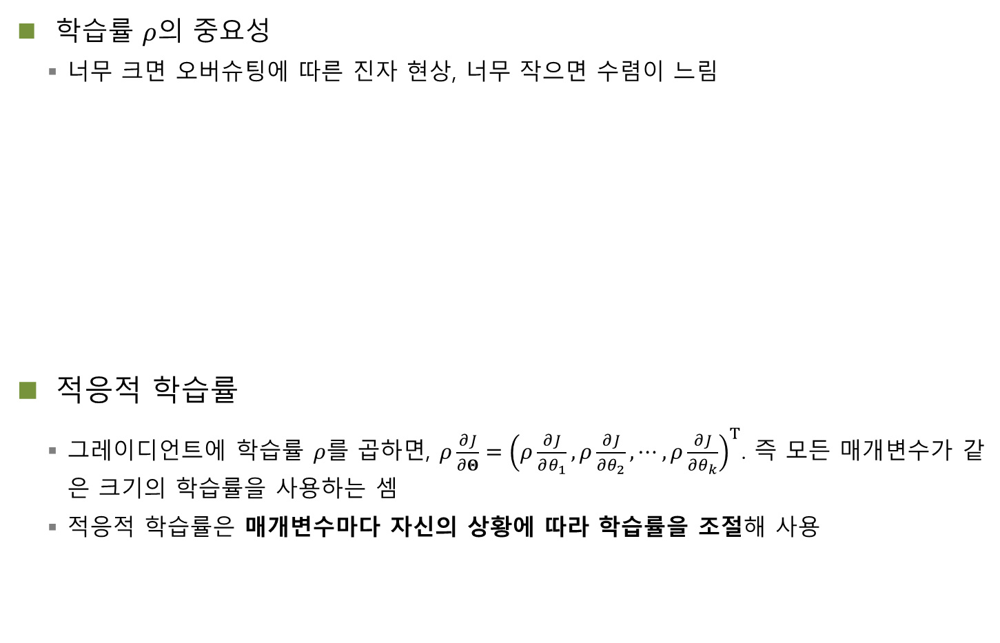 ■ 학습률 𝜌의 중요성
▪ 너무 크면 오버슈팅에 따른 진자 현상, 너무 작으면 수렴이 느림
■ 적응적 학습률
▪ 그레이디언트에 학습률 𝜌를 곱하면, $\rho \frac{\partial J}{\partial \mathbf{\Theta}} = \left( \rho \frac{\partial J}{\partial \theta_1}, \rho \frac{\partial J}{\partial \theta_2}, \cdots, \rho \frac{\partial J}{\partial \theta_k} \right)^{\mathrm{T}}$. 즉 모든 매개변수가 같
은 크기의 학습률을 사용하는 셈
▪ 적응적 학습률은 매개변수마다 자신의 상황에 따라 학습률을 조절해 사용